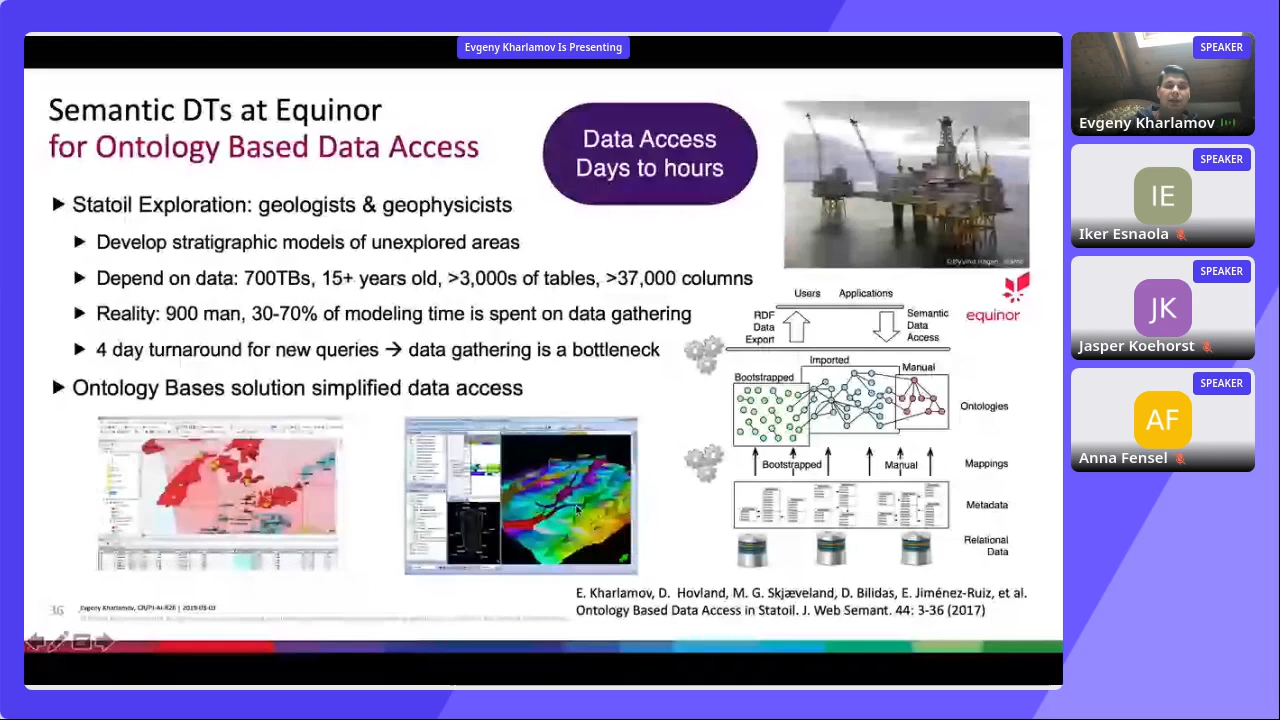 Evgeny Kharlamov Is Presenting
Semantic DTs at Equinor
for Ontology Based Data Access
Data Access
Days to hours
► Statoil Exploration: geologists & geophysicists
► Develop stratigraphic models of unexplored areas
► Depend on data: 700TBs, 15+ years old, >3,000s of tables, >37,000 columns
► Reality: 900 man, 30-70% of modeling time is spent on data gathering
► 4 day turnaround for new queries → data gathering is a bottleneck
► Ontology Bases solution simplified data access
equinor
Users Applications
RDF
Data
Export
Semantic
Data
Access
Bootstrapped
Imported
Manual
Ontologies
Bootstrapped
Manual
Mappings
Metadata
Relational
Data
E. Kharlamov, D. Hovland, M. G. Skjæveland, D. Bilidas, E. Jiménez-Ruiz, et al.
Ontology Based Data Access in Statoil. J. Web Semant. 44: 3-36 (2017)
36
Evgeny Kharlamov,
SPEAKER
Evgeny Kharlamov
SPEAKER
IE
Iker Esnaola
SPEAKER
JK
Jasper Koehorst
SPEAKER
AF
Anna Fensel